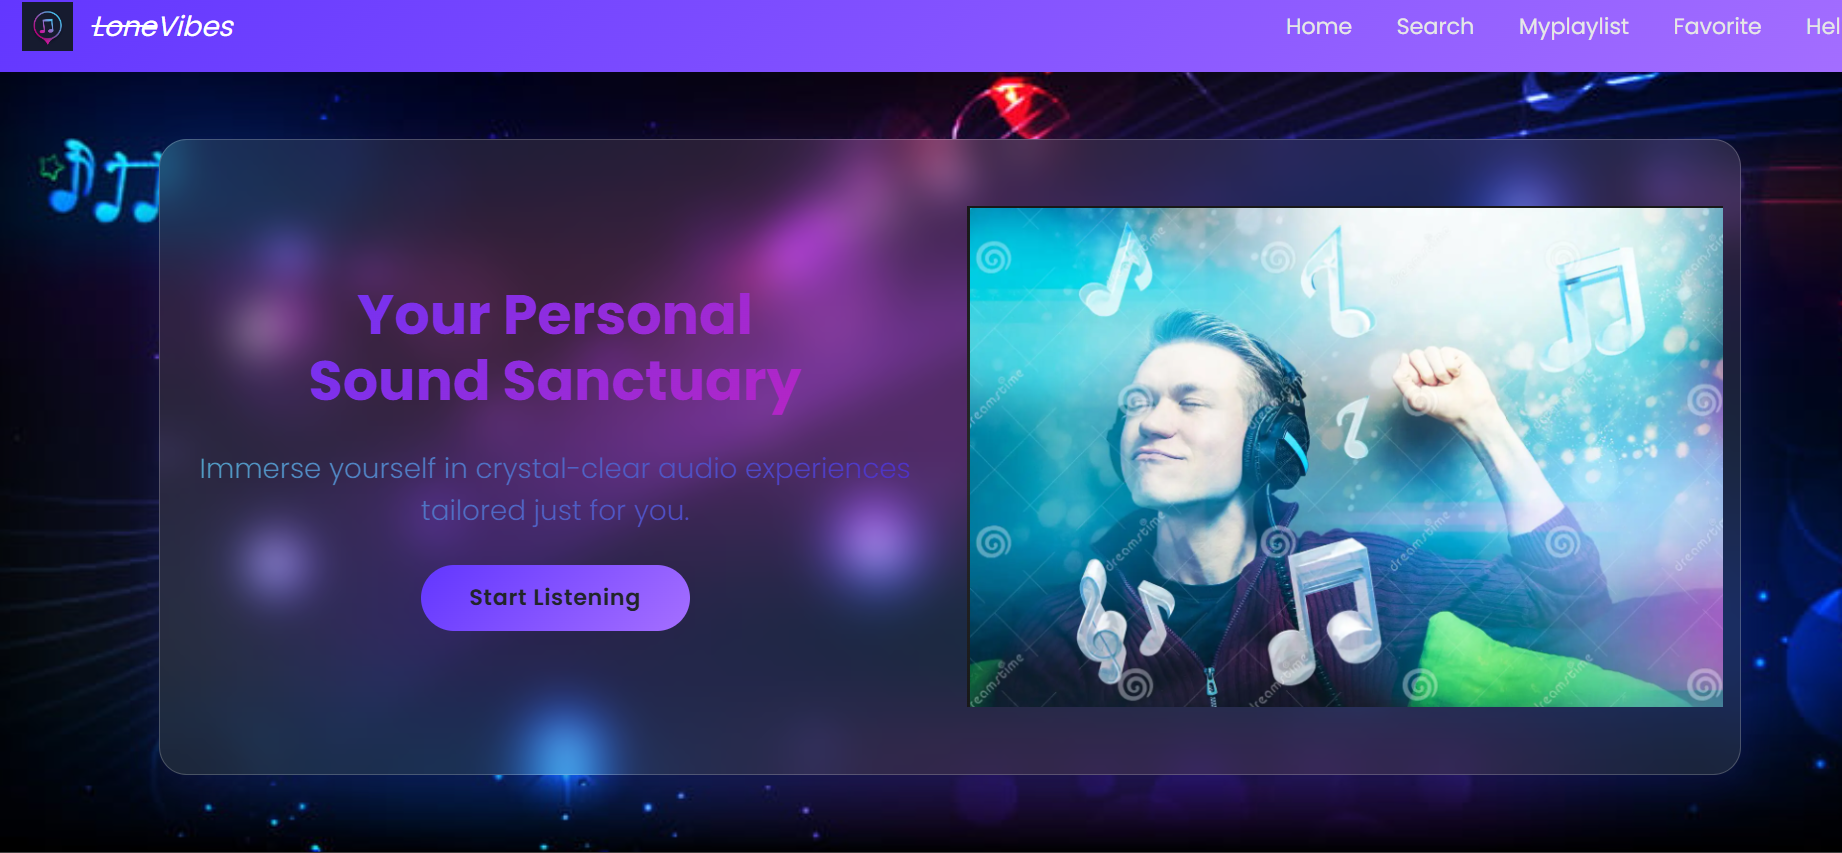 LoneVibes
Home Search Myplaylist Favorite Hel
Your Personal
Sound Sanctuary
Immerse yourself in crystal-clear audio experiences
tailored just for you.
Start Listening
dreamstime
dreamstime
dreamstime
dreamstime
dreamstime
dreamstime
dreamstime
dreamstime
dreamstime